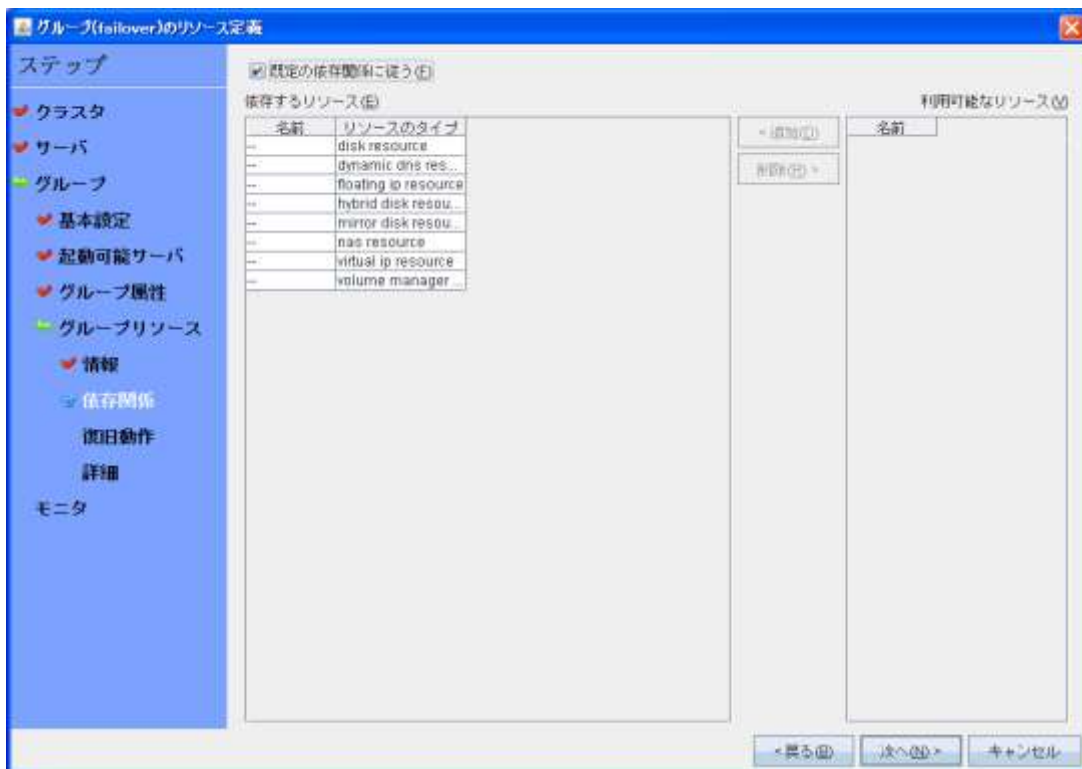 グループ(failover)のリソース定義
ステップ
クラスタ
サーバ
グループ
基本設定
起動可能サーバ
グループ属性
グループリソース
情報
依存関係
復旧動作
詳細
モニタ
既定の依存関係に従う(F)
依存するリソース(E)
名前 リソースのタイプ
-- disk resource
-- dynamic dns res...
-- floating ip resource
-- hybrid disk resou...
-- mirror disk resou...
-- nas resource
-- virtual ip resource
-- volume manager ...
< 追加(D)
削除(R) >
利用可能なリソース(V)
名前
<戻る(B)
次へ(N) >
キャンセル